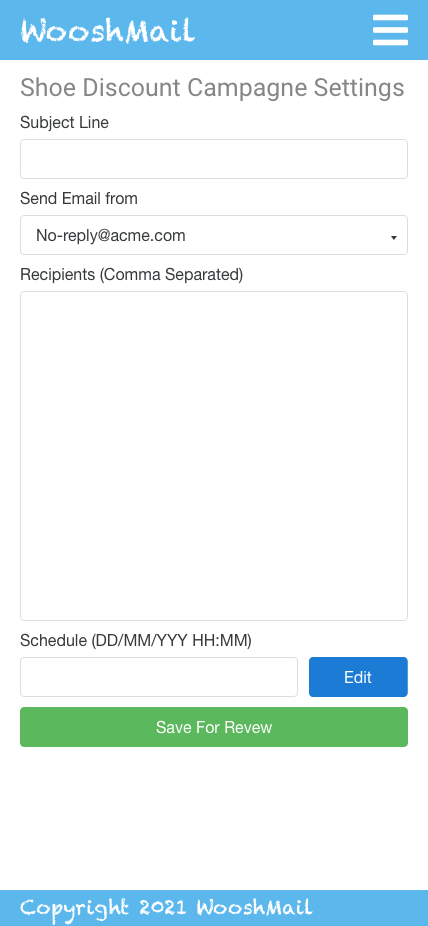 WooshMail
Shoe Discount Campagne Settings
Subject Line
Send Email from
No-reply@acme.com
Recipients (Comma Separated)
Schedule (DD/MM/YYY HH:MM)
Edit
Save For Revew
Copyright 2021 WooshMail